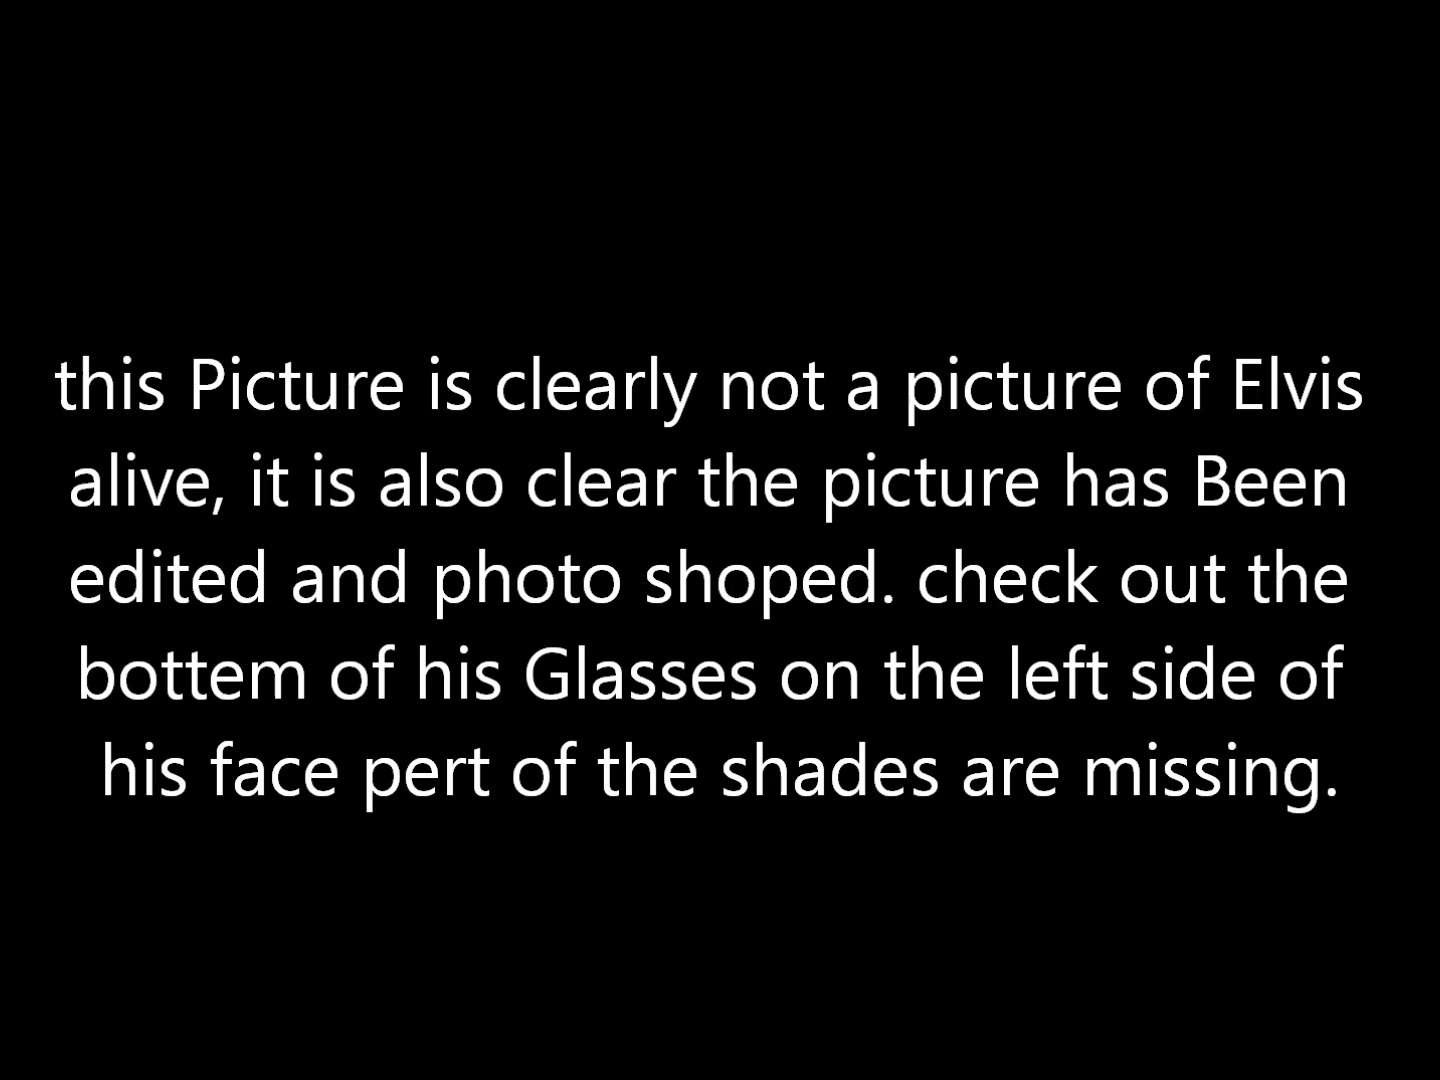 this Picture is clearly not a picture of Elvis
alive, it is also clear the picture has Been
edited and photo shoped. check out the
bottem of his Glasses on the left side of
his face pert of the shades are missing.